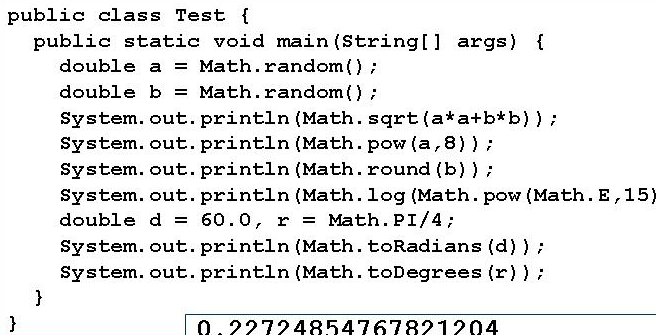 public class Test {
public static void main(String[] args) {
double a = Math.random();
double b = Math.random();
System.out.println(Math.sqrt(a*a+b*b));
System.out.println(Math.pow(a,8));
System.out.println(Math.round(b));
System.out.println(Math.log(Math.pow(Math.E,15)
double d = 60.0, r = Math.PI/4;
System.out.println(Math.toRadians(d));
System.out.println(Math.toDegrees(r));
}
}
0.22724854767821204